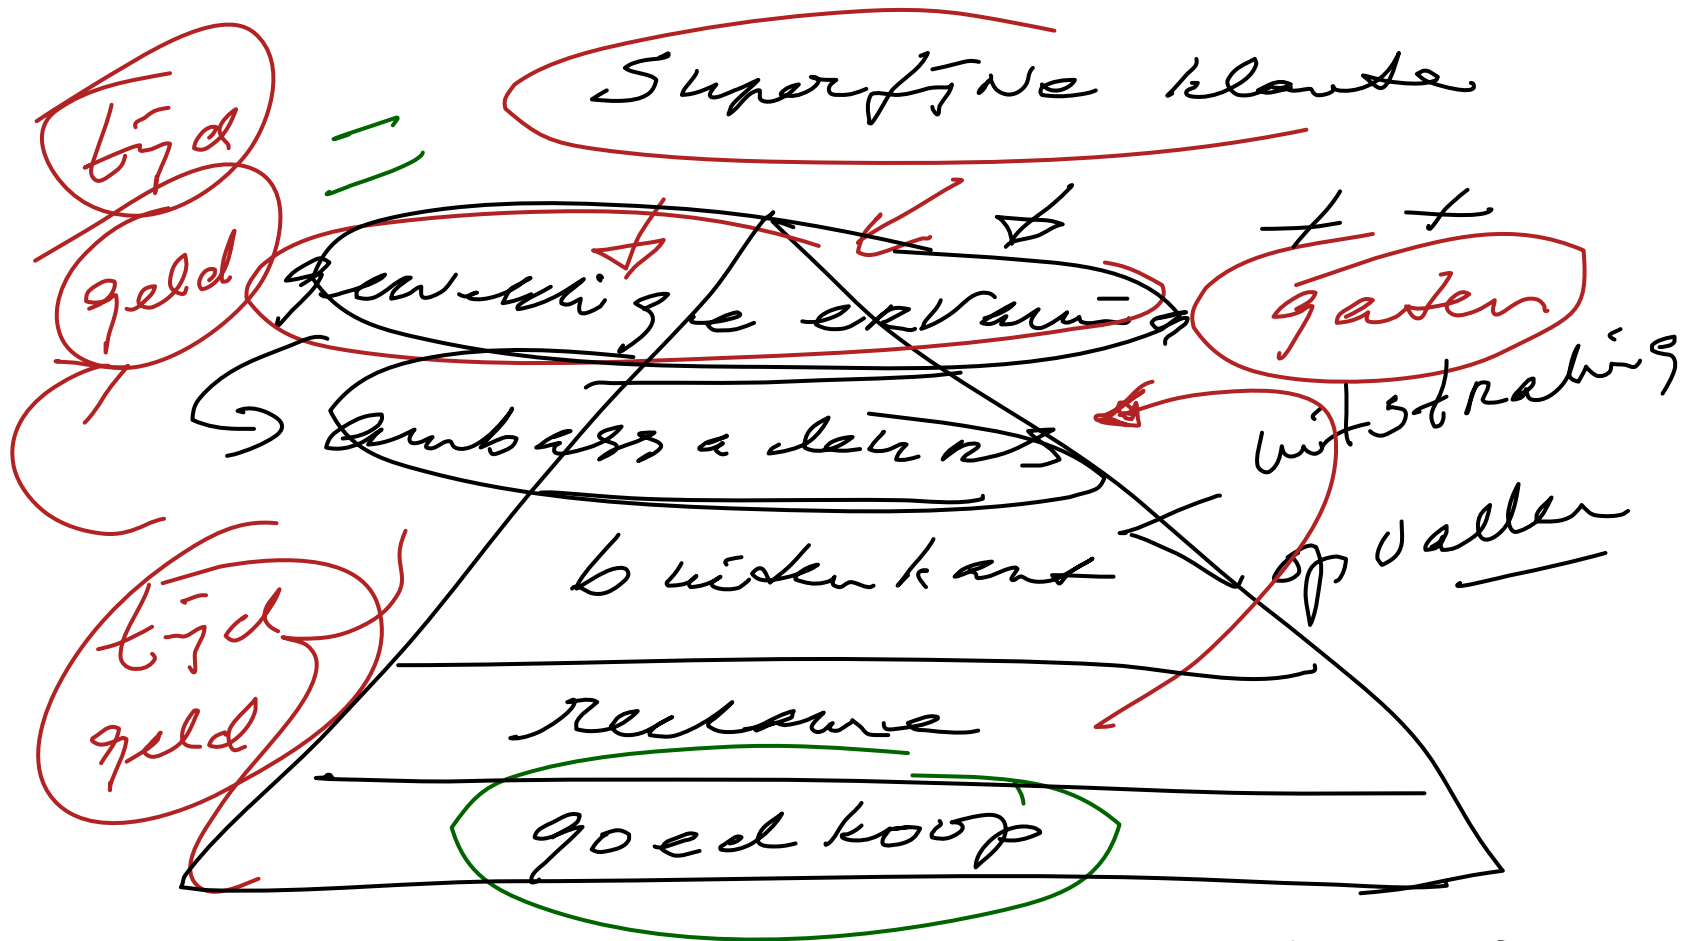 Superfijne klanten
tijd
geld
geweldige ervaring
gaten
uitstraling
ambassadeurs
opvallen
buitenkant
tijd
geld
reclame
goedkoop